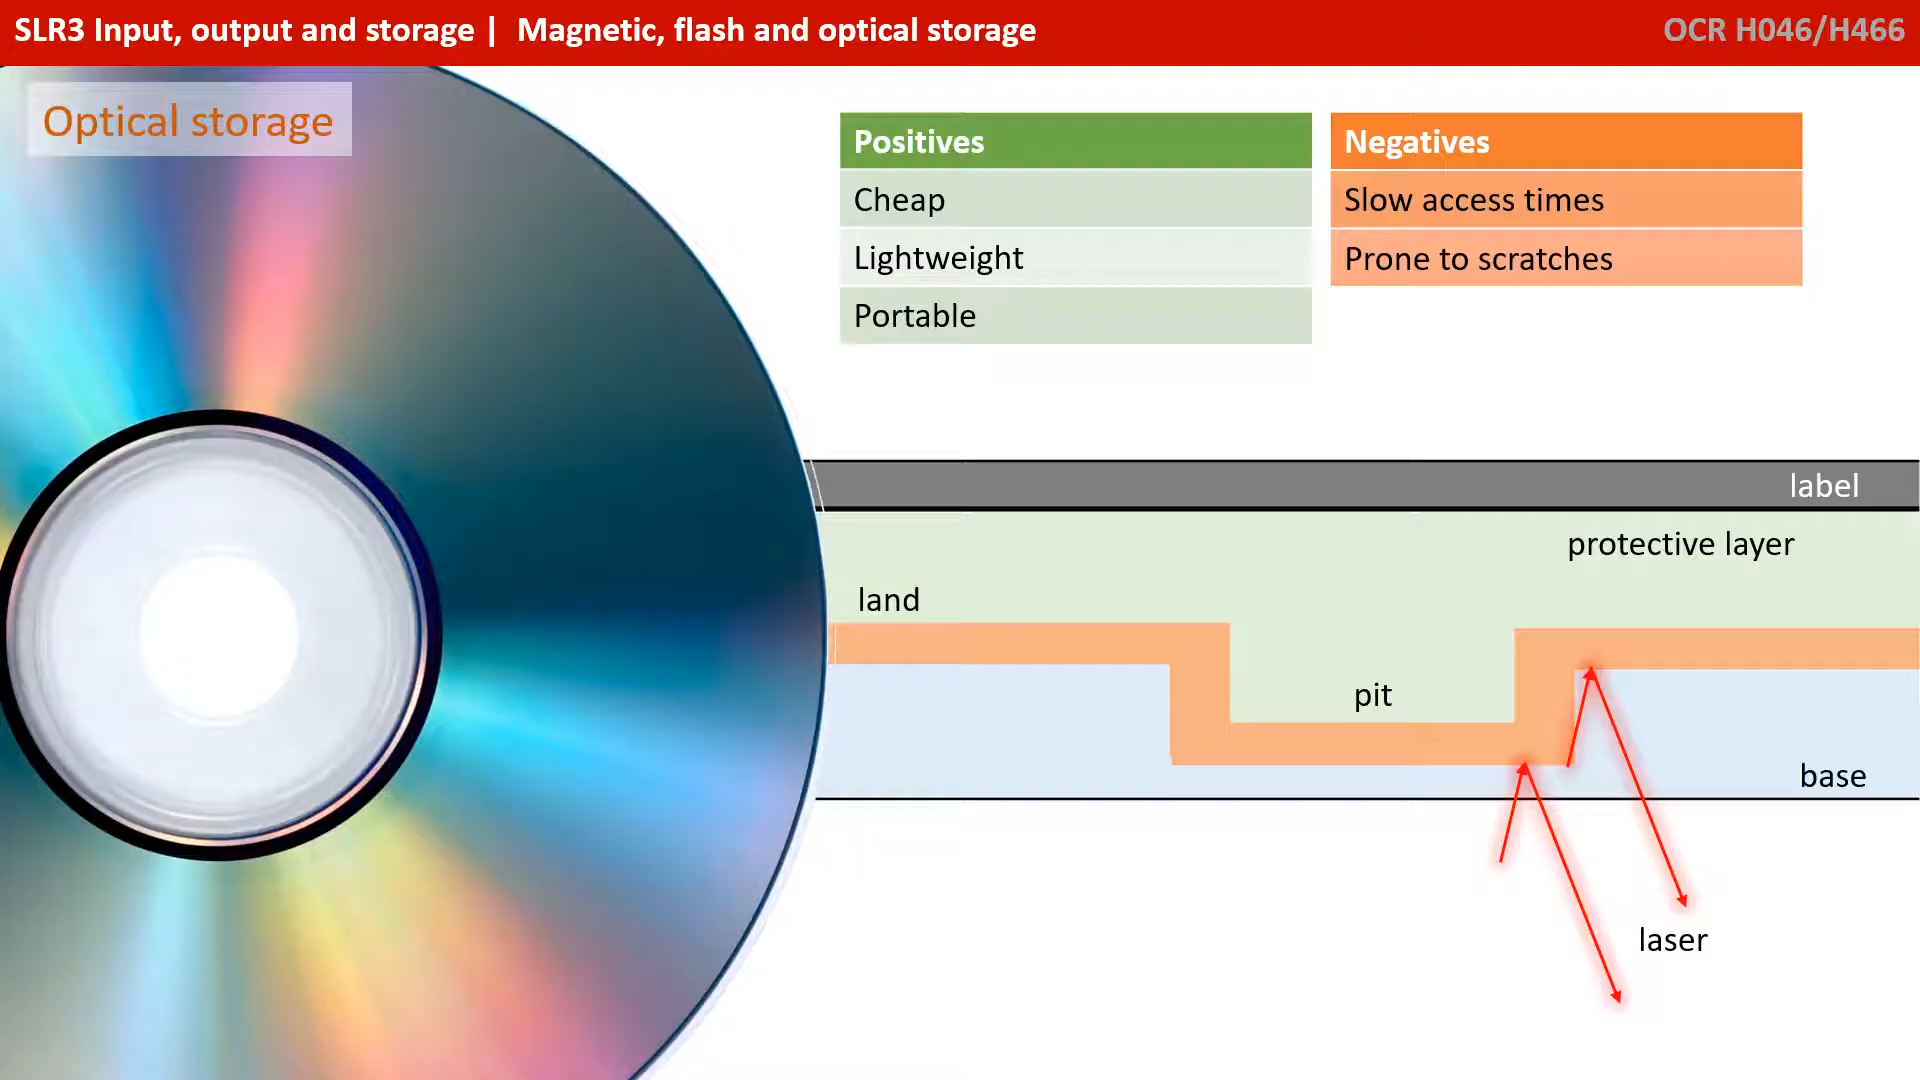 SLR3 Input, output and storage | Magnetic, flash and optical storage
OCR H046/H466
Optical storage
Positives
Cheap
Lightweight
Portable
Negatives
Slow access times
Prone to scratches
label
protective layer
land
pit
base
laser